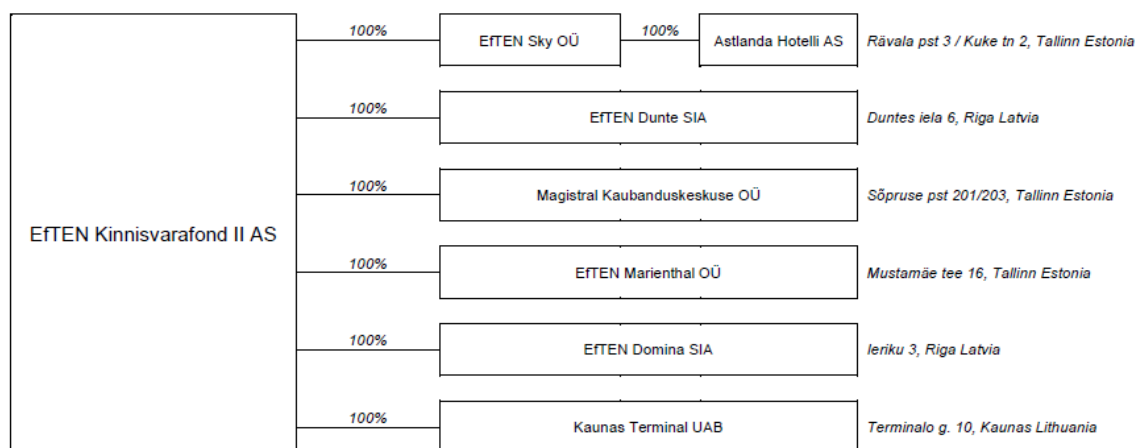 100% EfTEN Sky OÜ 100% Astlanda Hotelli AS Rävala pst 3 / Kuke tn 2, Tallinn Estonia
100% EfTEN Dunte SIA Duntes iela 6, Riga Latvia
100% Magistral Kaubanduskeskuse OÜ Sõpruse pst 201/203, Tallinn Estonia
EfTEN Kinnisvarafond II AS
100% EfTEN Marienthal OÜ Mustamäe tee 16, Tallinn Estonia
100% EfTEN Domina SIA Ieriku 3, Riga Latvia
100% Kaunas Terminal UAB Terminalo g. 10, Kaunas Lithuania